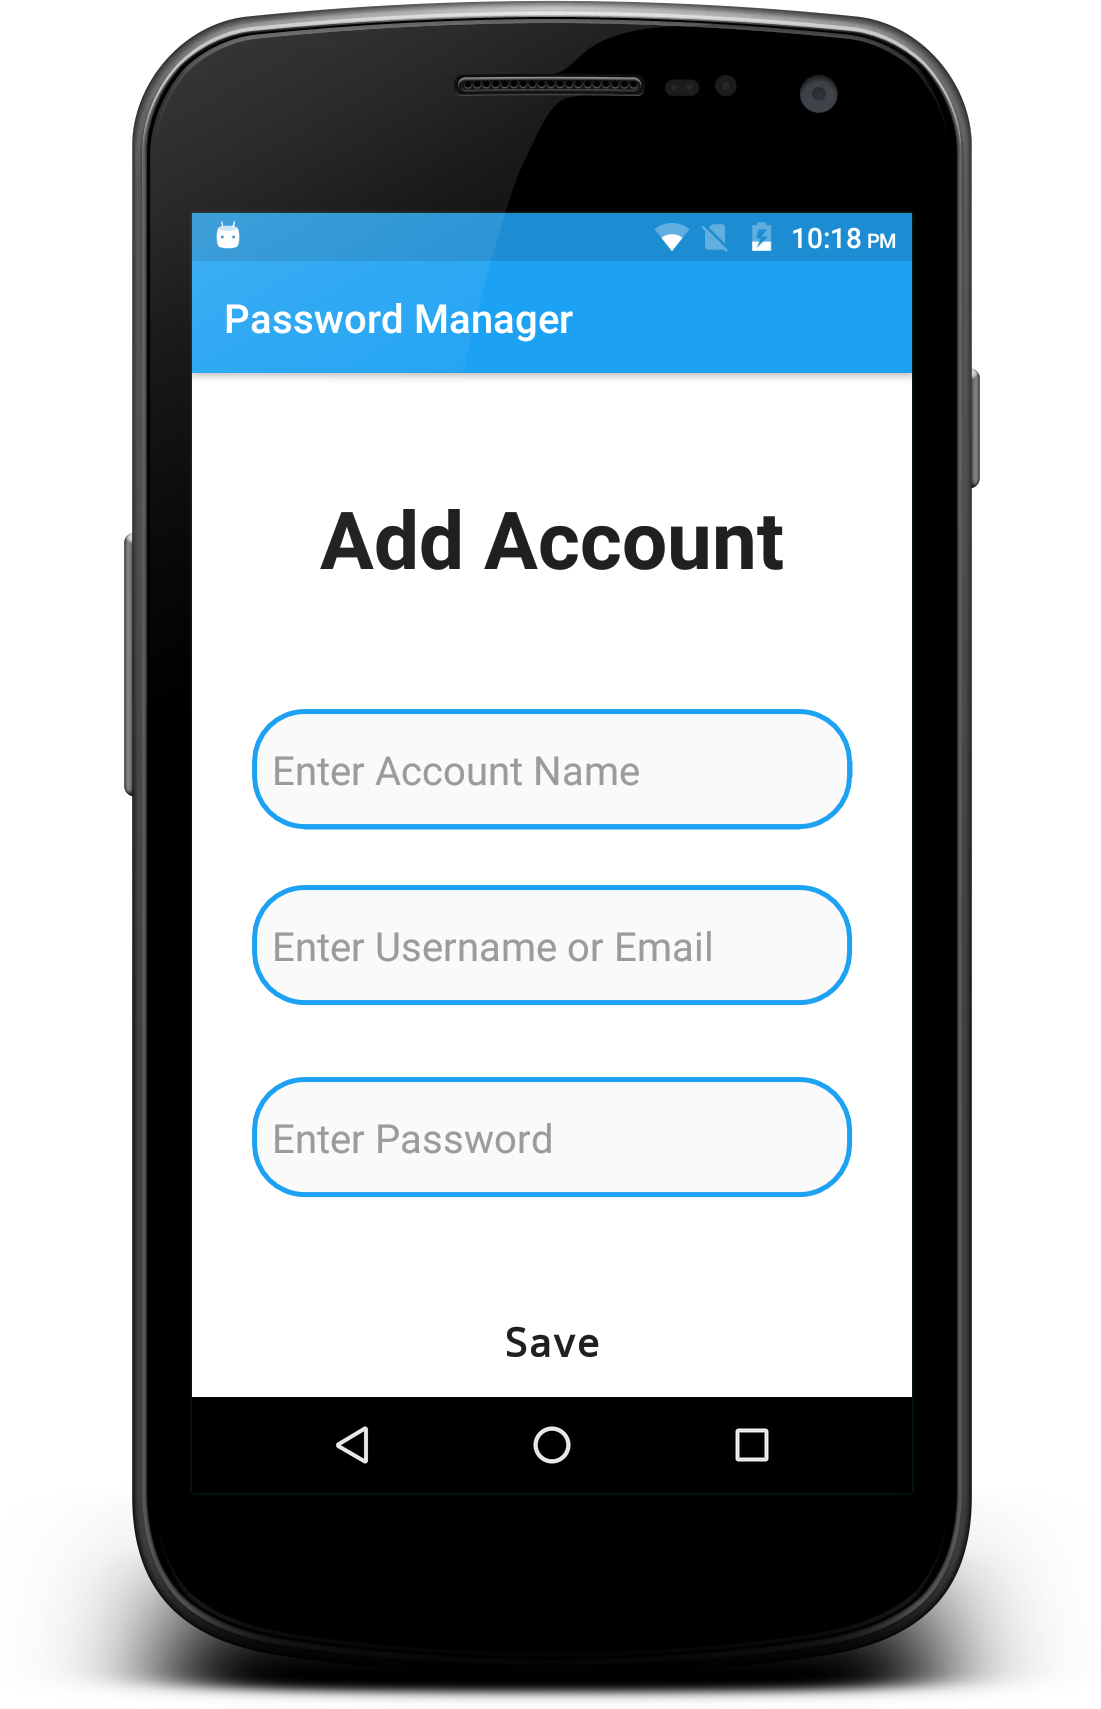 10:18 PM
Password Manager
Add Account
Enter Account Name
Enter Username or Email
Enter Password
Save